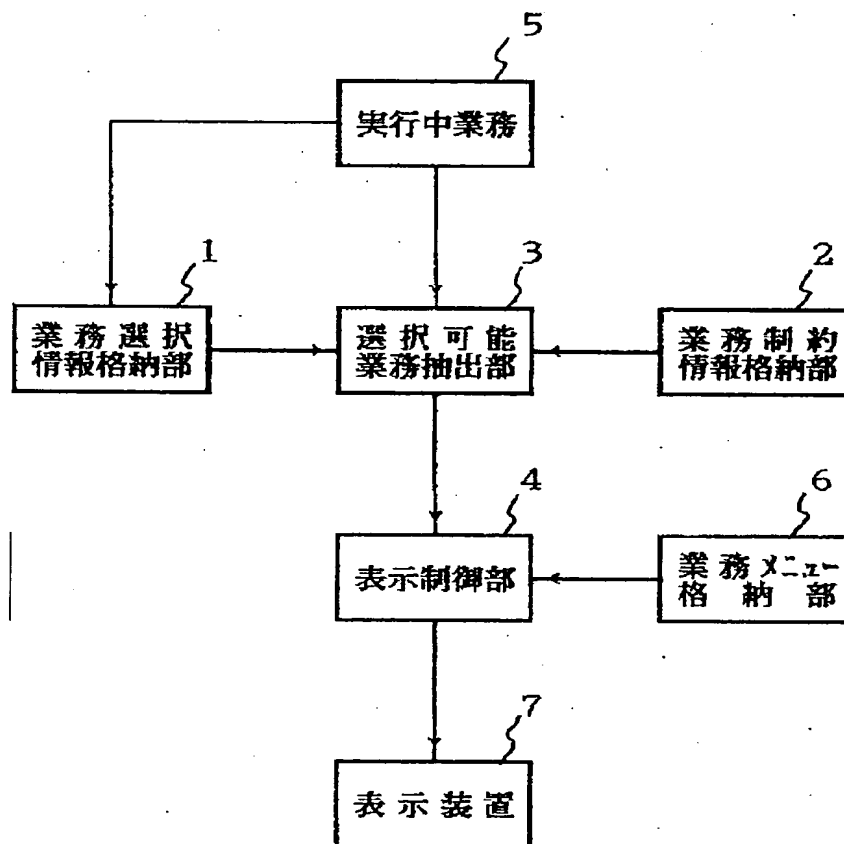 5
実行中業務
1
業務選択
情報格納部
3
選択可能
業務抽出部
2
業務制約
情報格納部
4
表示制御部
6
業務メニュー
格納部
7
表示装置